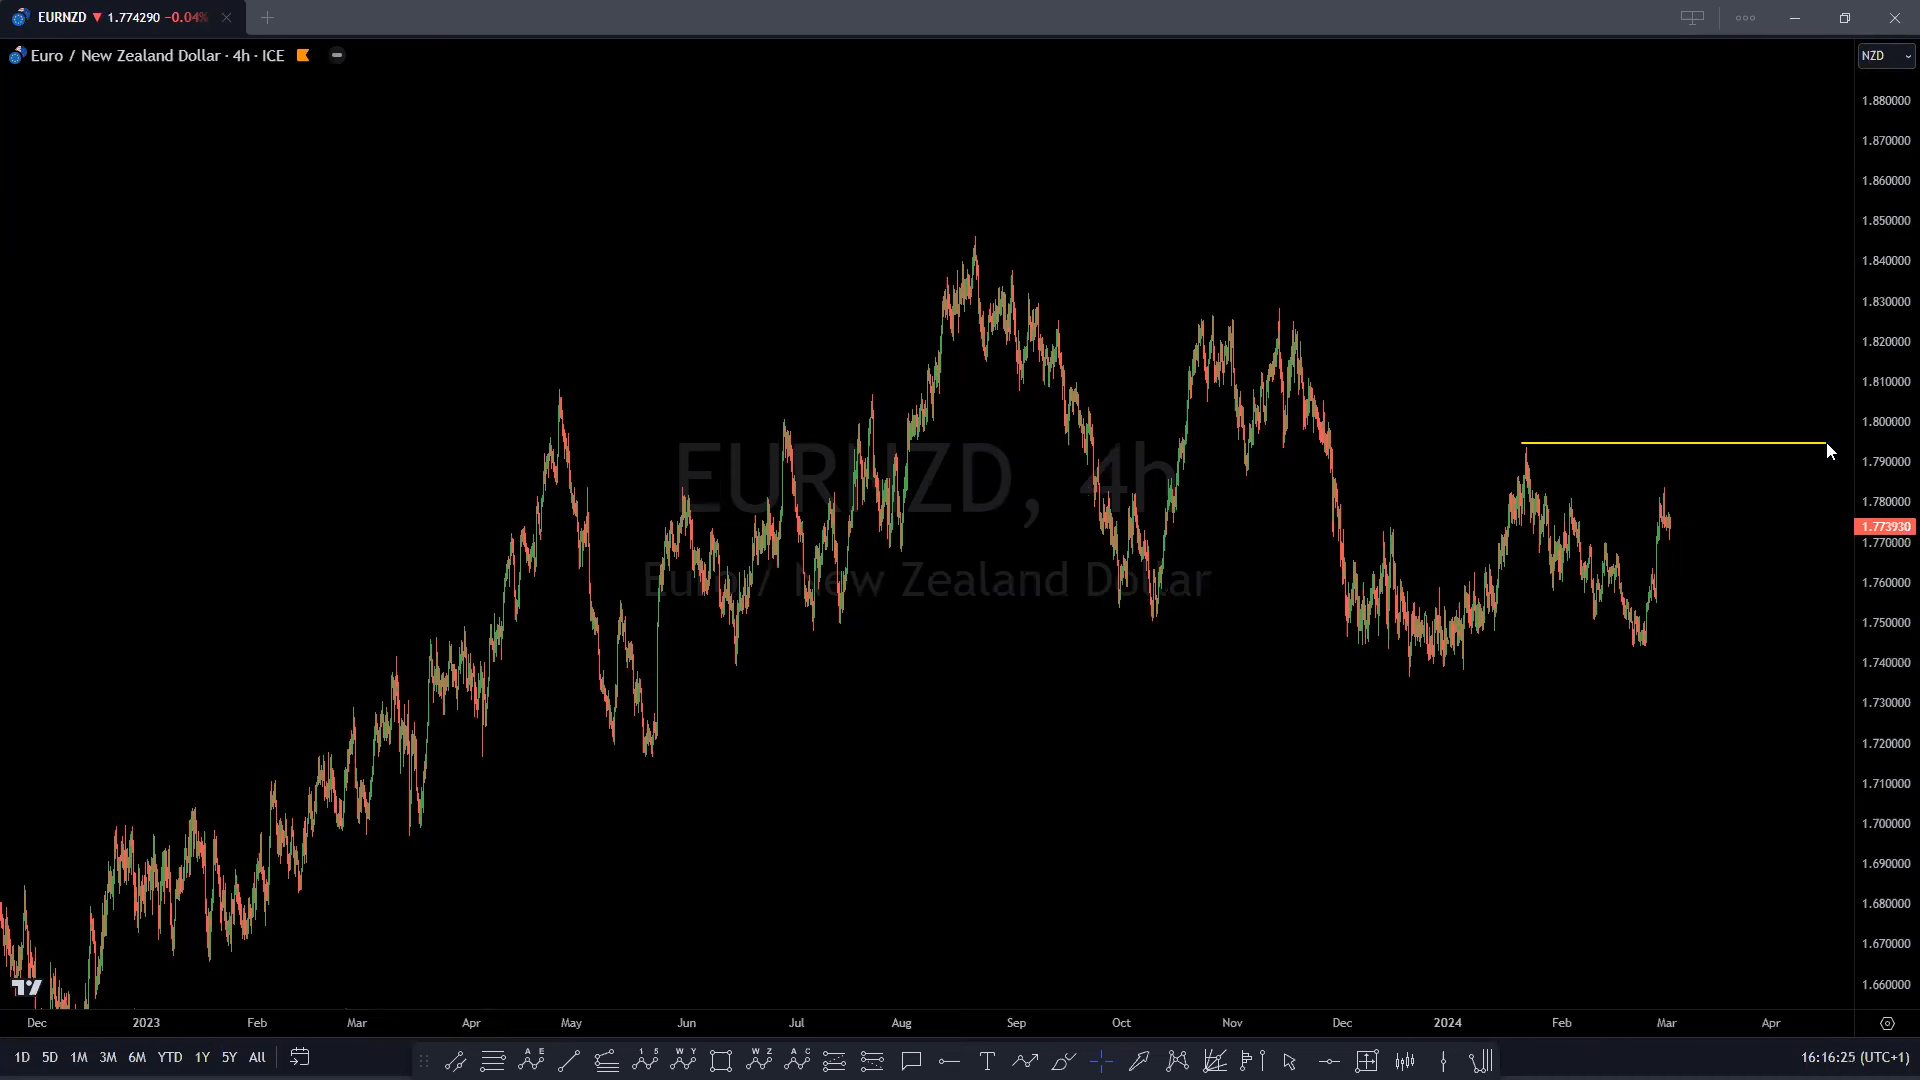 EURNZD 1.774290 −0.04%
Euro / New Zealand Dollar · 4h · ICE
NZD
1.880000
1.870000
1.860000
1.850000
1.840000
1.830000
1.820000
1.810000
1.800000
1.790000
1.780000
1.773930
1.770000
1.760000
1.750000
1.740000
1.730000
1.720000
1.710000
1.700000
1.690000
1.680000
1.670000
1.660000
EURNZD, 4h
Euro / New Zealand Dollar
Dec 2023 Feb Mar Apr May Jun Jul Aug Sep Oct Nov Dec 2024 Feb Mar Apr
1D 5D 1M 3M 6M YTD 1Y 5Y All
A E
1 5
W Y
W Z
A C
T
16:16:25 (UTC+1)